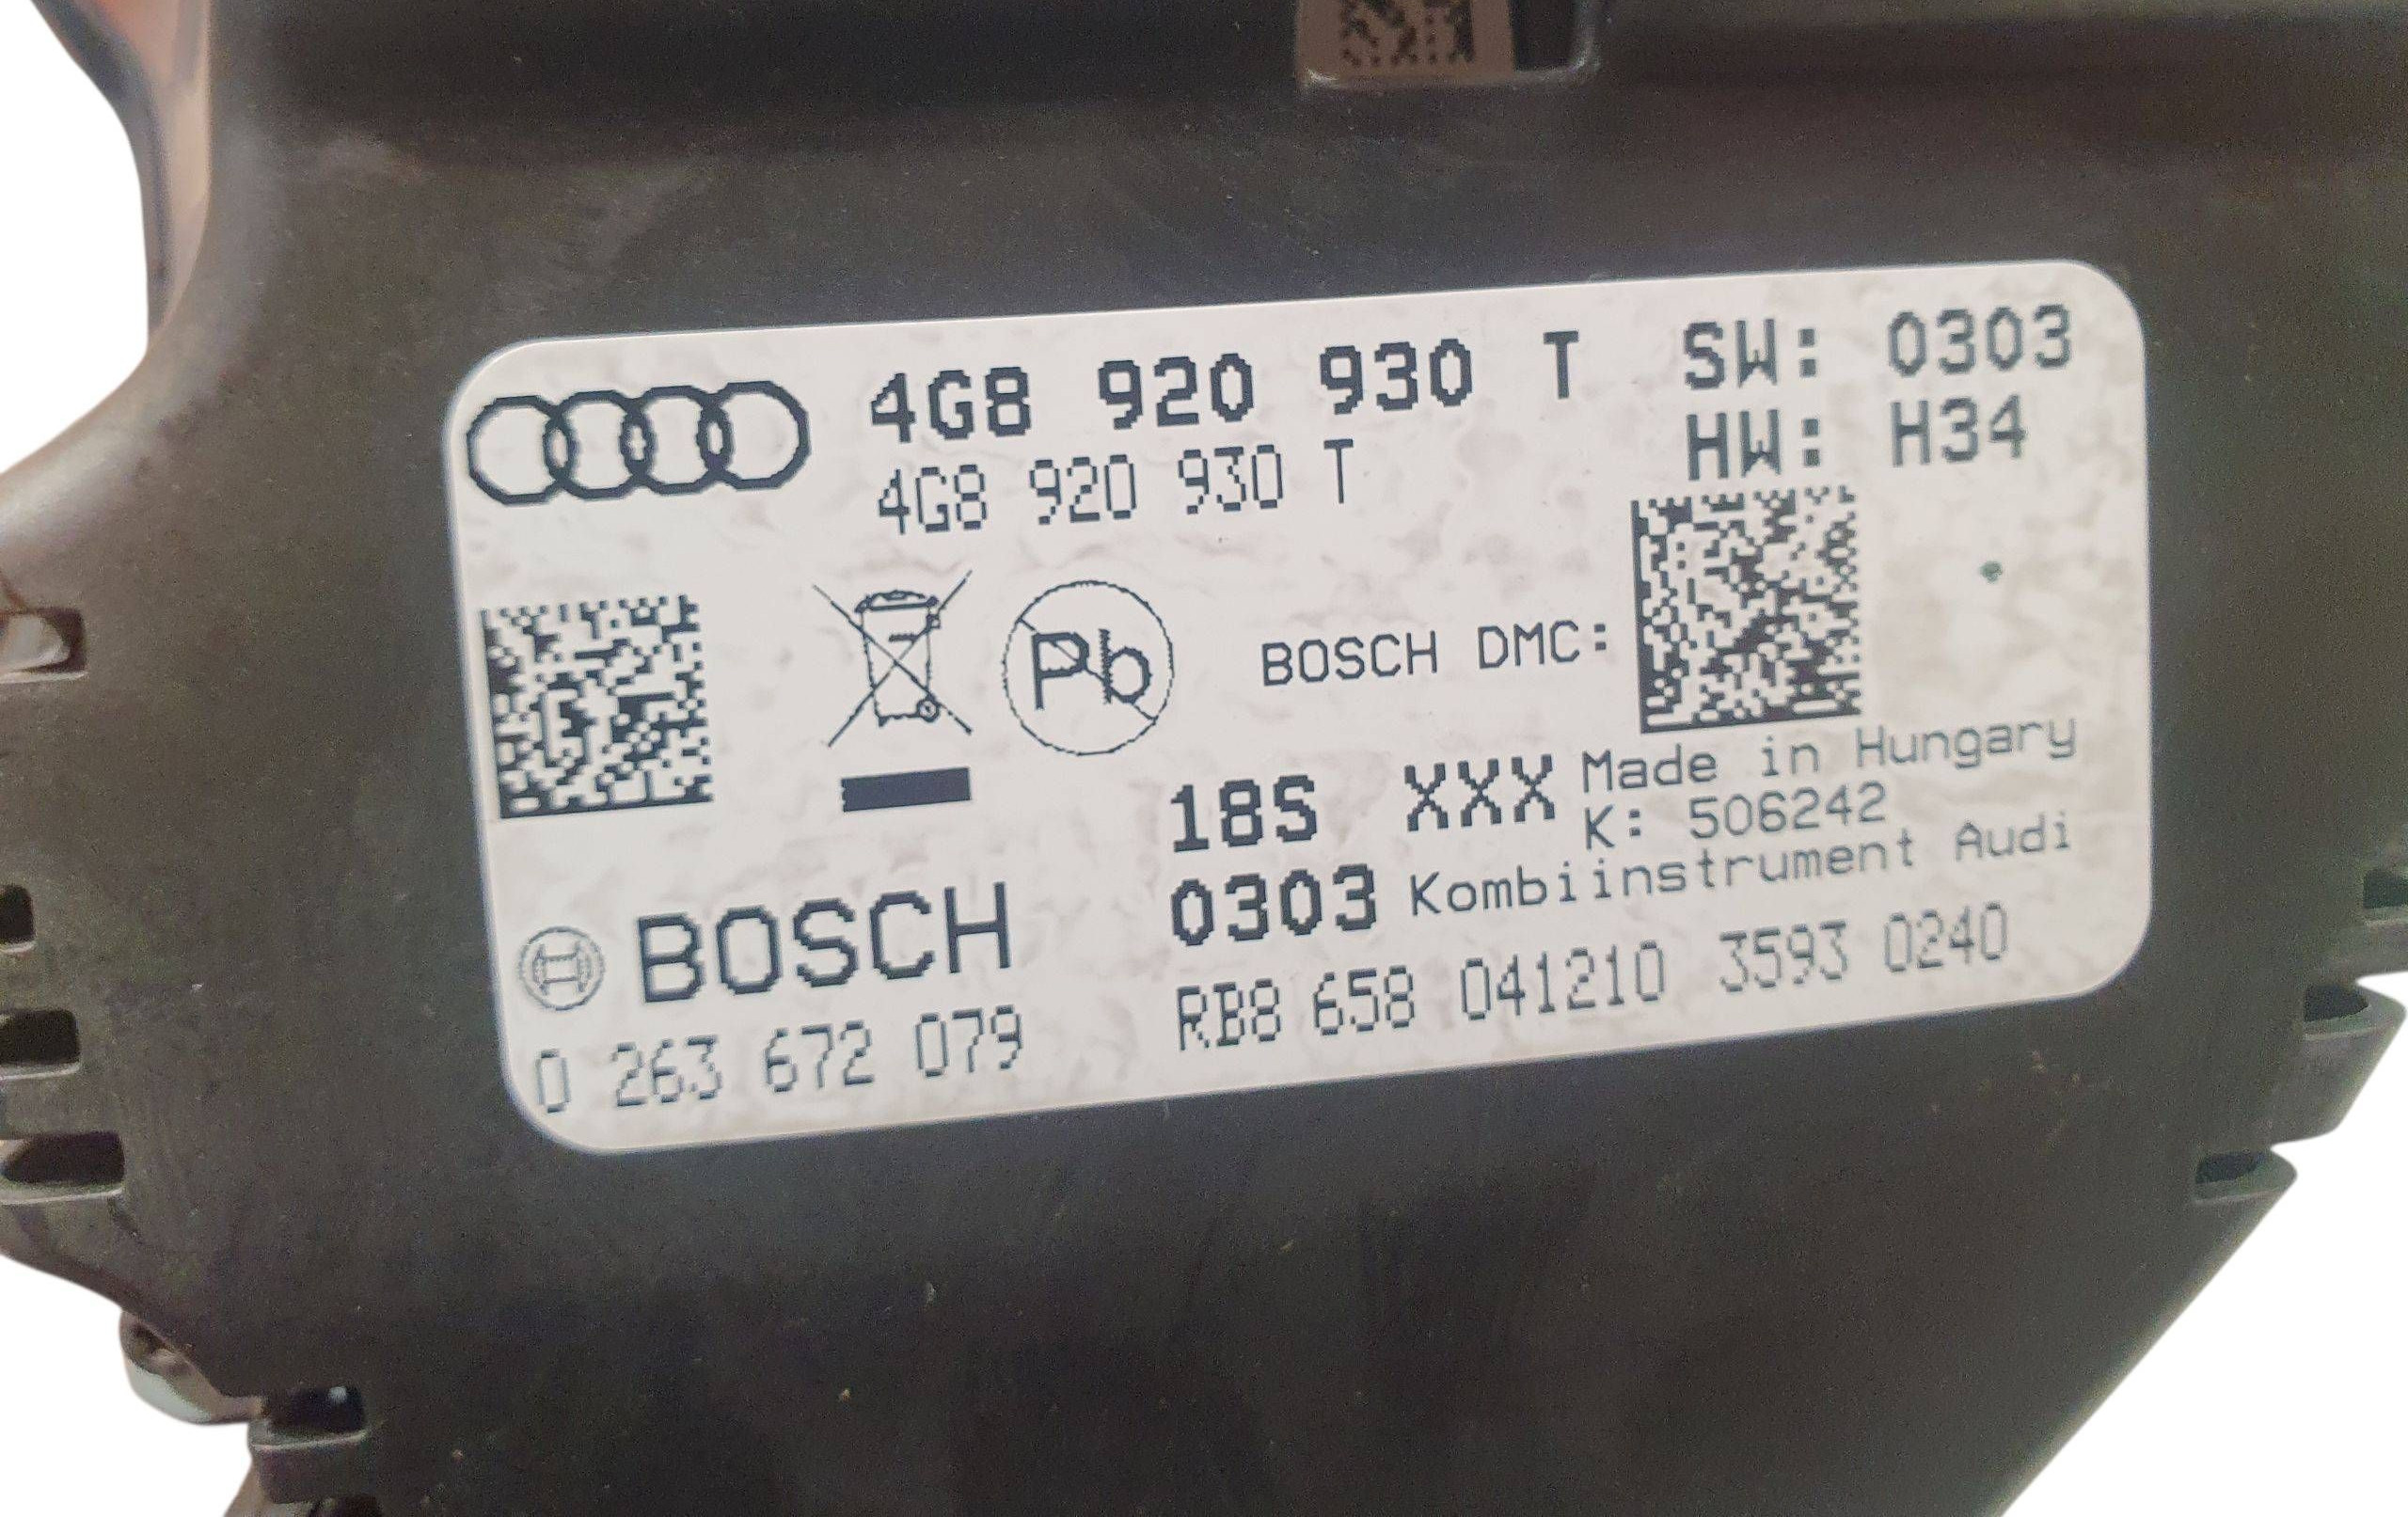 4G8 920 930 T SW: 0303
4G8 920 930 T HW: H34
Pb BOSCH DMC:
18S XXX Made in Hungary
K: 506242
BOSCH 0303 Kombiinstrument Audi
0 263 672 079 RB8 658 041210 3593 0240